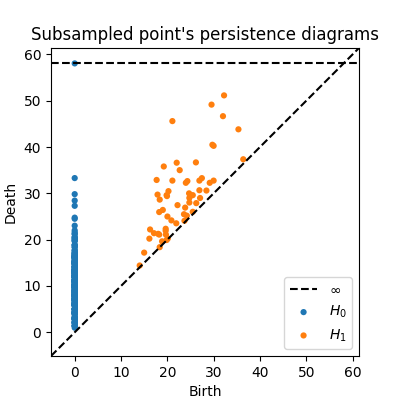 Subsampled point's persistence diagrams
60
50
40
30
20
10
0
Death
∞
H₀
H₁
0 10 20 30 40 50 60
Birth